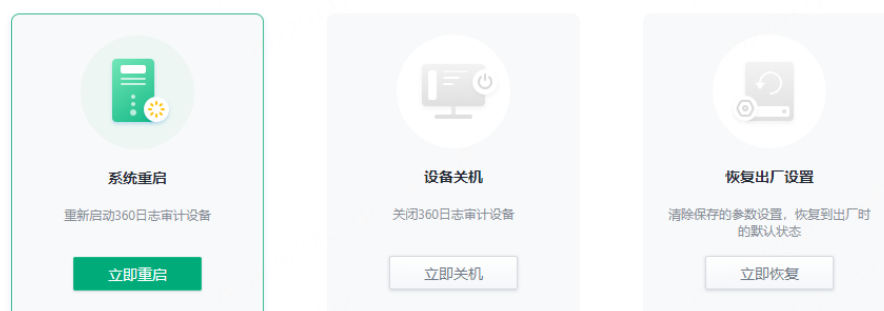 系统重启
重新启动360日志审计设备
立即重启
设备关机
关闭360日志审计设备
立即关机
恢复出厂设置
清除保存的参数设置，恢复到出厂时
的默认状态
立即恢复